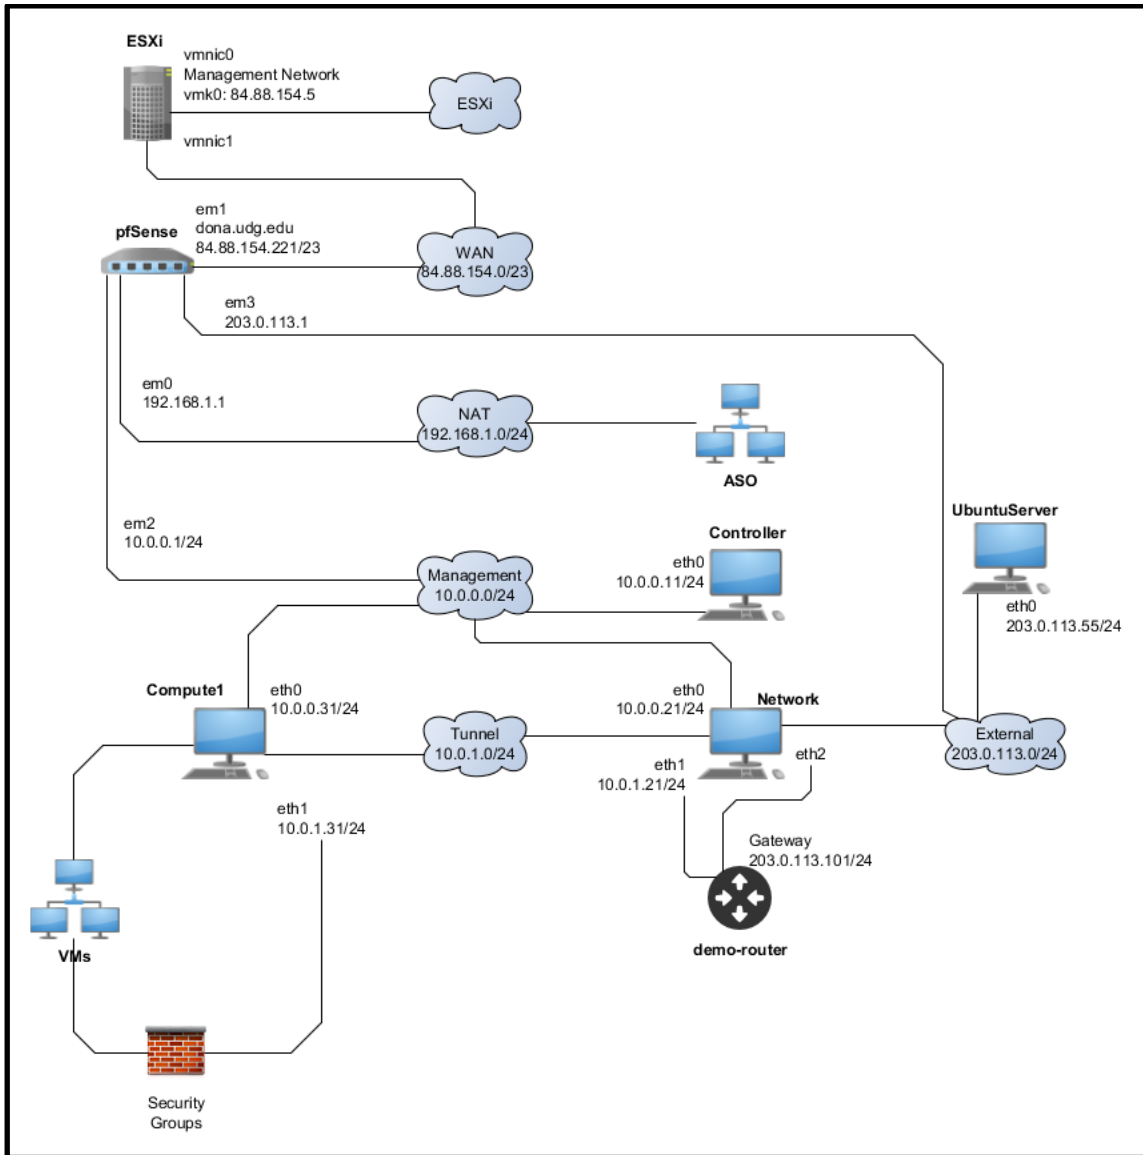 ESXi
vmnic0
Management Network
vmk0: 84.88.154.5
ESXi
vmnic1
em1
dona.udg.edu
84.88.154.221/23
pfSense
WAN
84.88.154.0/23
em3
203.0.113.1
em0
192.168.1.1
NAT
192.168.1.0/24
ASO
em2
10.0.0.1/24
Management
10.0.0.0/24
Controller
eth0
10.0.0.11/24
UbuntuServer
eth0
203.0.113.55/24
Compute1
eth0
10.0.0.31/24
Tunnel
10.0.1.0/24
eth0
10.0.0.21/24
Network
External
203.0.113.0/24
eth1
10.0.1.21/24
eth2
eth1
10.0.1.31/24
Gateway
203.0.113.101/24
demo-router
VMs
Security
Groups